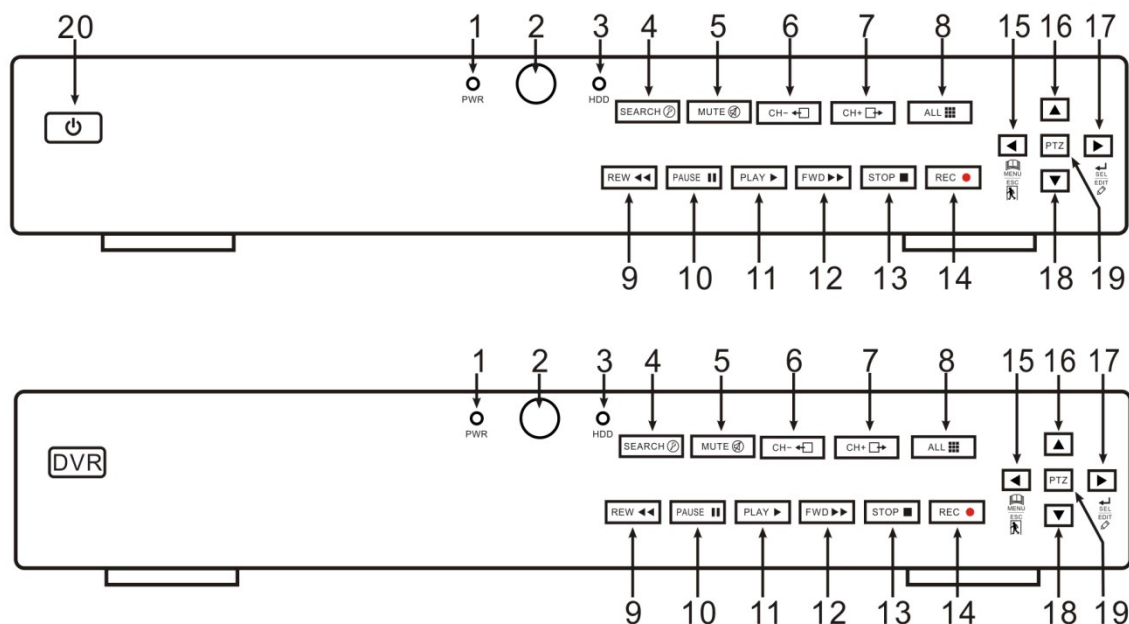 20 1 2 3 4 5 6 7 8 15 16 17
PWR HDD
SEARCH MUTE CH- CH+ ALL
PTZ
MENU
ESC
SEL
EDIT
REW PAUSE PLAY FWD STOP REC
9 10 11 12 13 14 18 19
1 2 3 4 5 6 7 8 15 16 17
PWR HDD
SEARCH MUTE CH- CH+ ALL
DVR
PTZ
MENU
ESC
SEL
EDIT
REW PAUSE PLAY FWD STOP REC
9 10 11 12 13 14 18 19